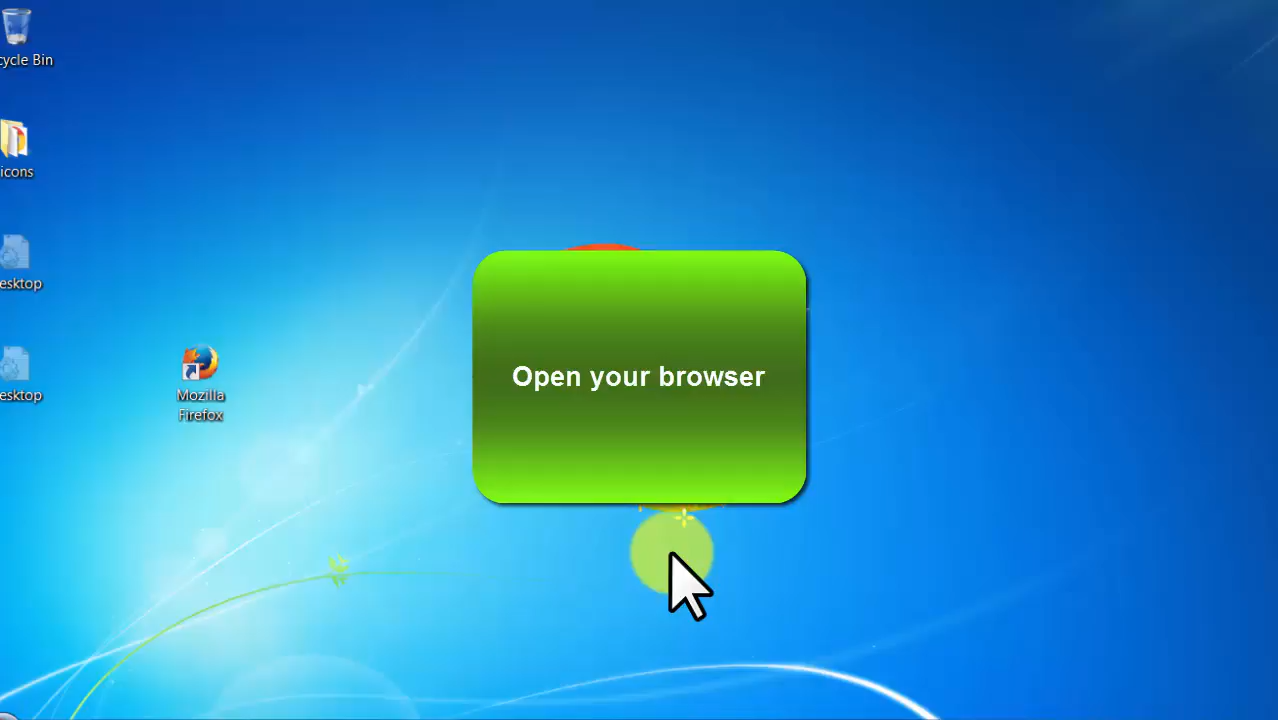 cycle Bin
icons
esktop
esktop
Mozilla
Firefox
Open your browser